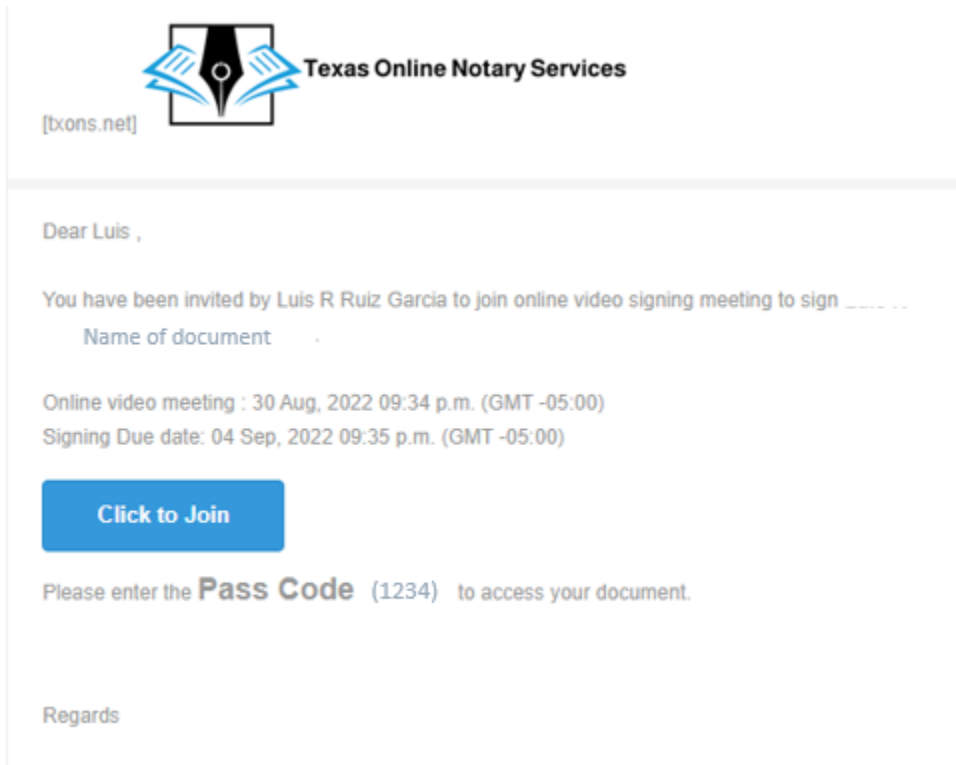 Texas Online Notary Services
[txons.net]
Dear Luis ,
You have been invited by Luis R Ruiz Garcia to join online video signing meeting to sign
Name of document
Online video meeting : 30 Aug, 2022 09:34 p.m. (GMT -05:00)
Signing Due date: 04 Sep, 2022 09:35 p.m. (GMT -05:00)
Click to Join
Please enter the Pass Code (1234) to access your document.
Regards